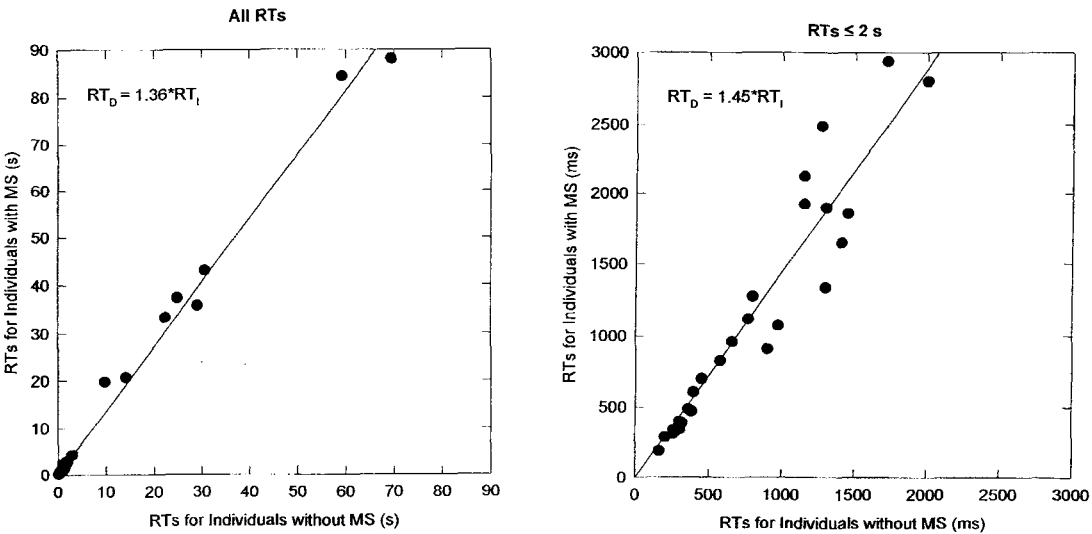 All RTs
90
80
70
60
50
40
30
20
10
0
RT_D = 1.36*RT_I
RTs for Individuals with MS (s)
0 10 20 30 40 50 60 70 80 90
RTs for Individuals without MS (s)
RTs ≤ 2 s
3000
2500
2000
1500
1000
500
0
RT_D = 1.45*RT_I
RTs for Individuals with MS (ms)
0 500 1000 1500 2000 2500 3000
RTs for Individuals without MS (ms)